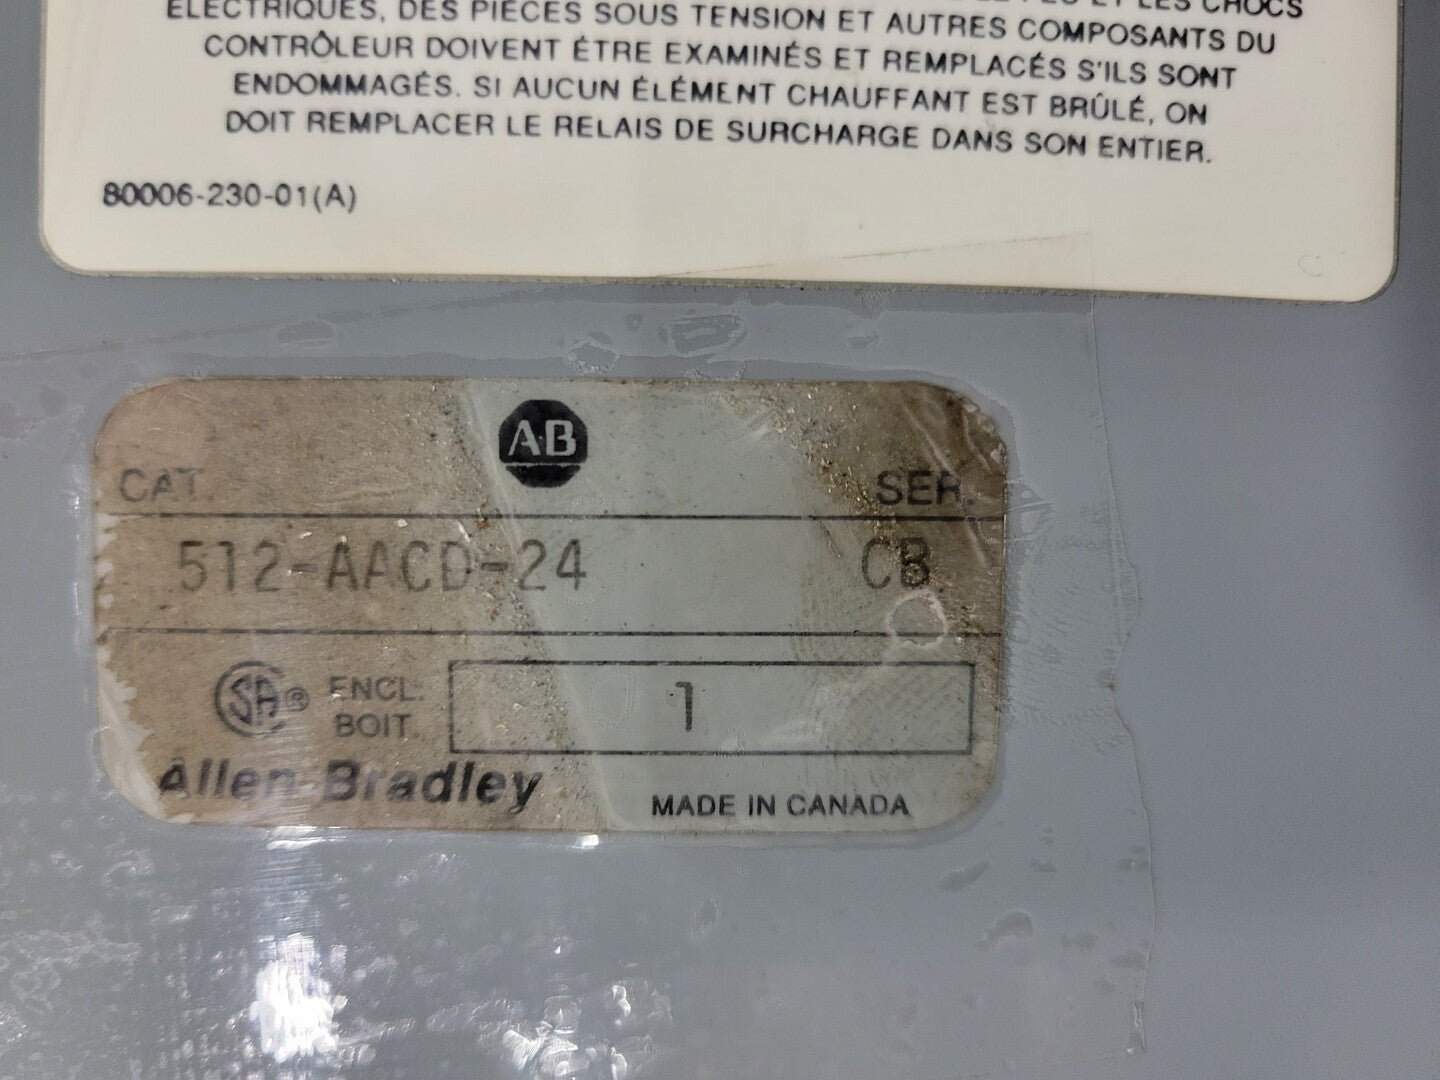 ÉLECTRIQUES, DES PIÈCES SOUS TENSION ET AUTRES COMPOSANTS DU
CONTRÔLEUR DOIVENT ÊTRE EXAMINÉS ET REMPLACÉS S'ILS SONT
ENDOMMAGÉS. SI AUCUN ÉLÉMENT CHAUFFANT EST BRÛLÉ, ON
DOIT REMPLACER LE RELAIS DE SURCHARGE DANS SON ENTIER.
80006-230-01(A)
AB
CAT. SER.
512-AACD-24 CB
SA® ENCL.
BOIT. 1
Allen-Bradley MADE IN CANADA